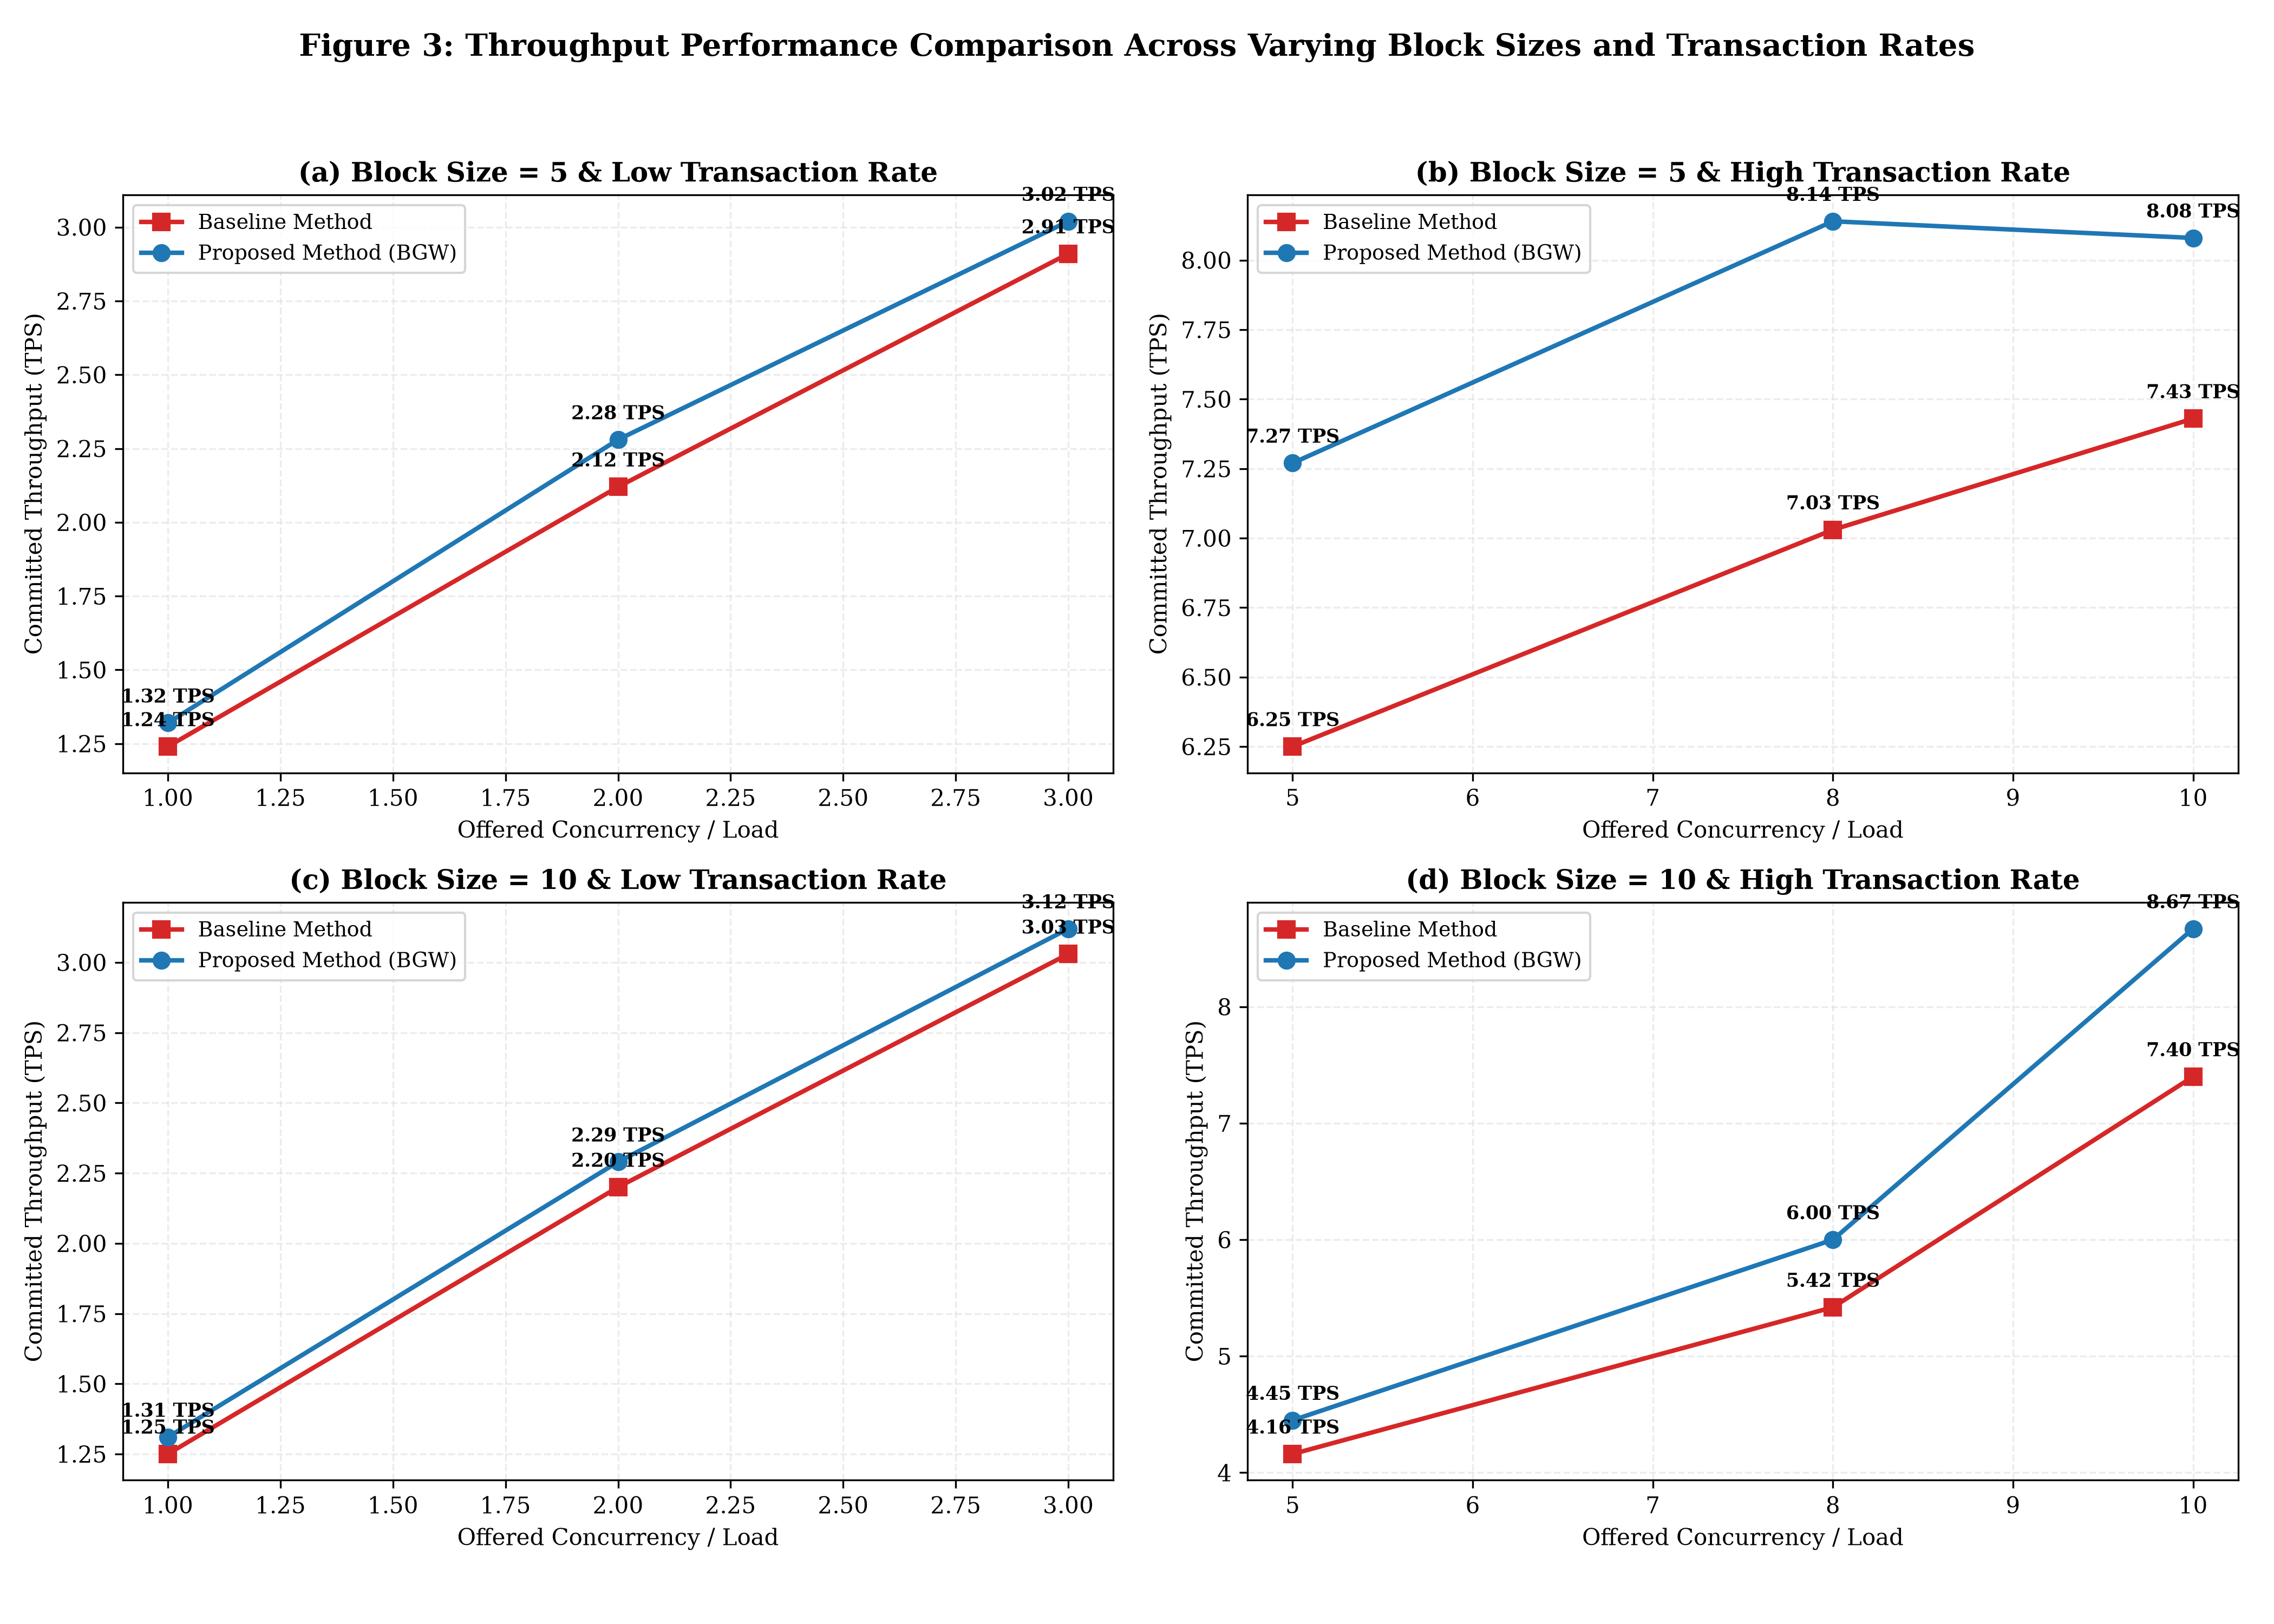 Figure 3: Throughput Performance Comparison Across Varying Block Sizes and Transaction Rates
(a) Block Size = 5 & Low Transaction Rate
Baseline Method
Proposed Method (BGW)
3.02 TPS
2.91 TPS
2.28 TPS
2.12 TPS
1.32 TPS
1.24 TPS
3.00
2.75
2.50
2.25
2.00
1.75
1.50
1.25
Committed Throughput (TPS)
1.00 1.25 1.50 1.75 2.00 2.25 2.50 2.75 3.00
Offered Concurrency / Load
(b) Block Size = 5 & High Transaction Rate
Baseline Method
Proposed Method (BGW)
8.14 TPS
8.08 TPS
7.43 TPS
7.27 TPS
7.03 TPS
6.25 TPS
8.00
7.75
7.50
7.25
7.00
6.75
6.50
6.25
Committed Throughput (TPS)
5 6 7 8 9 10
Offered Concurrency / Load
(c) Block Size = 10 & Low Transaction Rate
Baseline Method
Proposed Method (BGW)
3.12 TPS
3.03 TPS
2.29 TPS
2.20 TPS
1.31 TPS
1.25 TPS
3.00
2.75
2.50
2.25
2.00
1.75
1.50
1.25
Committed Throughput (TPS)
1.00 1.25 1.50 1.75 2.00 2.25 2.50 2.75 3.00
Offered Concurrency / Load
(d) Block Size = 10 & High Transaction Rate
Baseline Method
Proposed Method (BGW)
8.67 TPS
7.40 TPS
6.00 TPS
5.42 TPS
4.45 TPS
4.16 TPS
8
7
6
5
4
Committed Throughput (TPS)
5 6 7 8 9 10
Offered Concurrency / Load